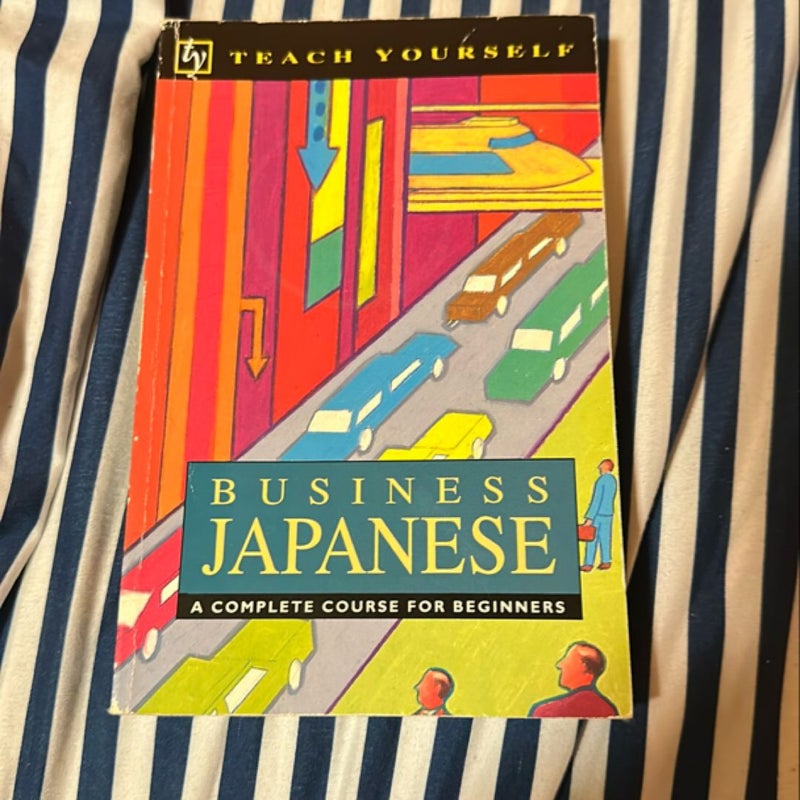 ty TEACH YOURSELF
BUSINESS
JAPANESE
A COMPLETE COURSE FOR BEGINNERS